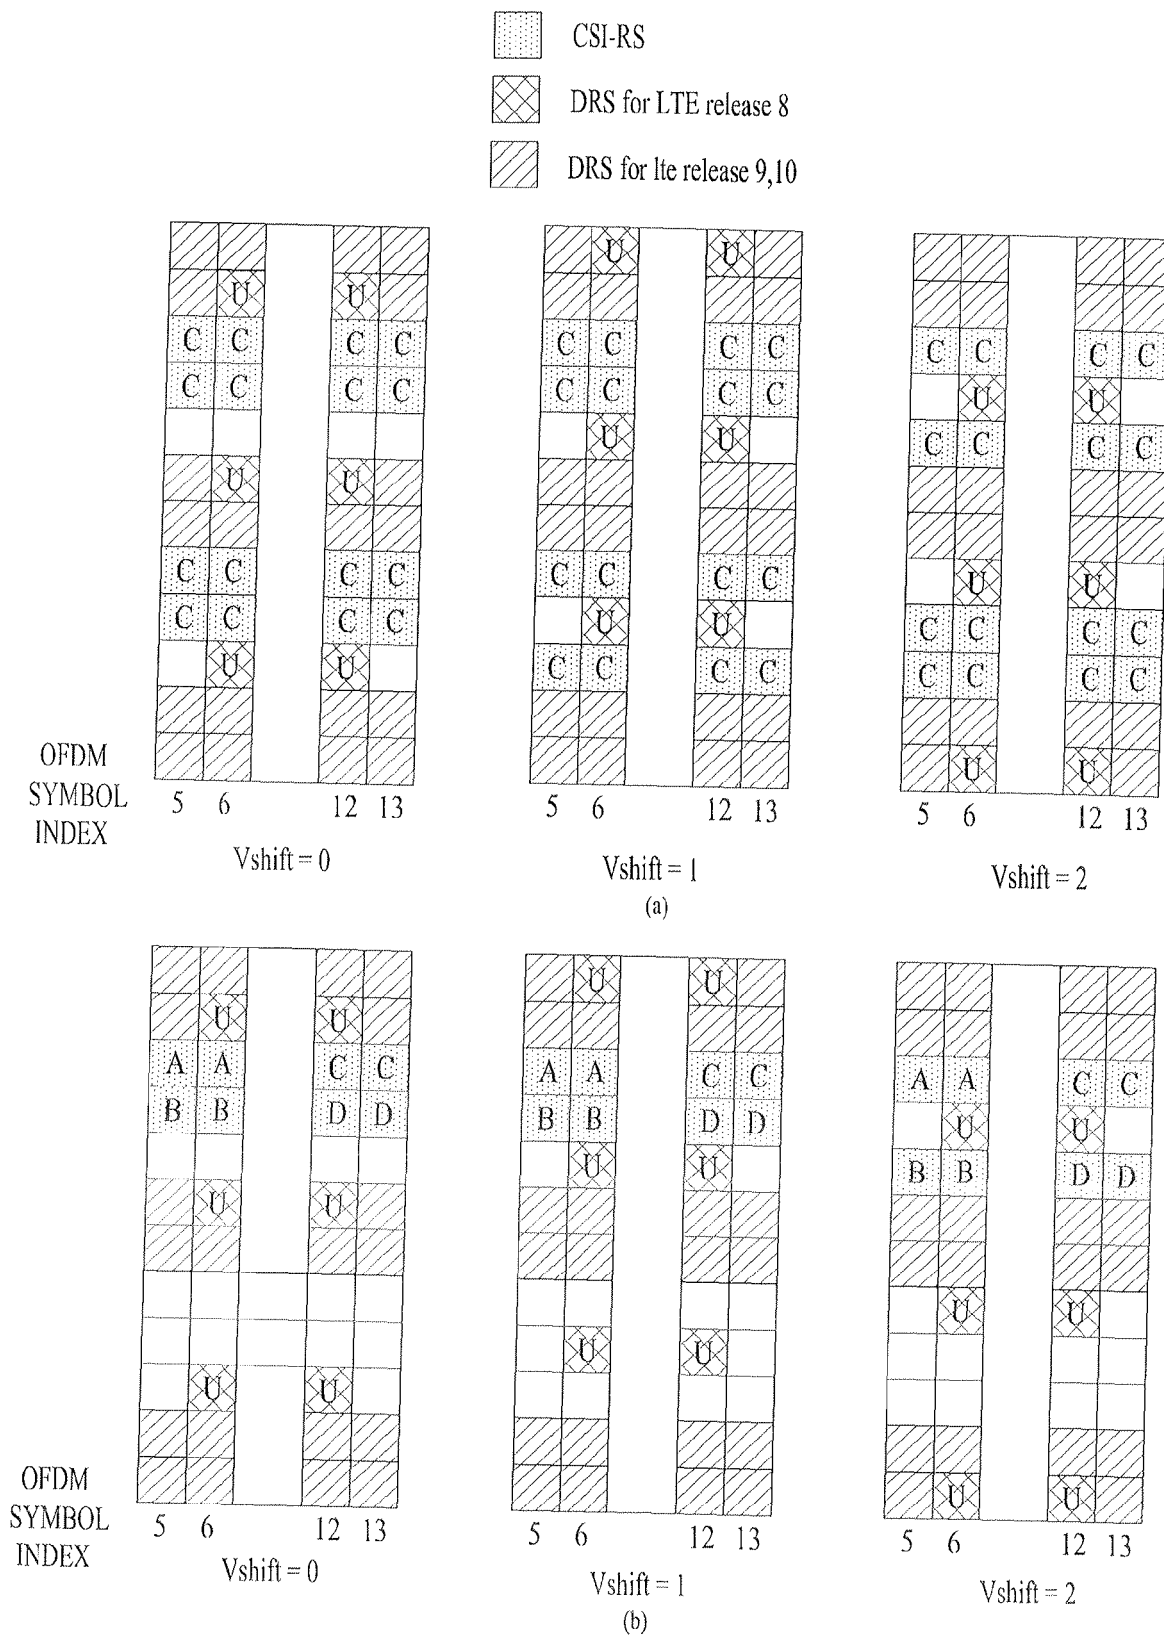 CSI-RS
DRS for LTE release 8
DRS for lte release 9,10
U U
U U U
C C C C C C C C C C C C
C C C C C C C C U U
U U C C C C
U U
C C C C C C C C U U
C C C C U U C C C C
U U C C C C C C C C
U U
OFDM
SYMBOL
INDEX
5 6 12 13 5 6 12 13 5 6 12 13
Vshift = 0 Vshift = 1 Vshift = 2
(a)
U U
U U
A A C C A A C C A A C C
B B D D B B D D U U
U U B B D D
U U
U U
U U
U U
U U
OFDM
SYMBOL
INDEX
5 6 12 13 5 6 12 13 5 6 12 13
Vshift = 0 Vshift = 1 Vshift = 2
(b)